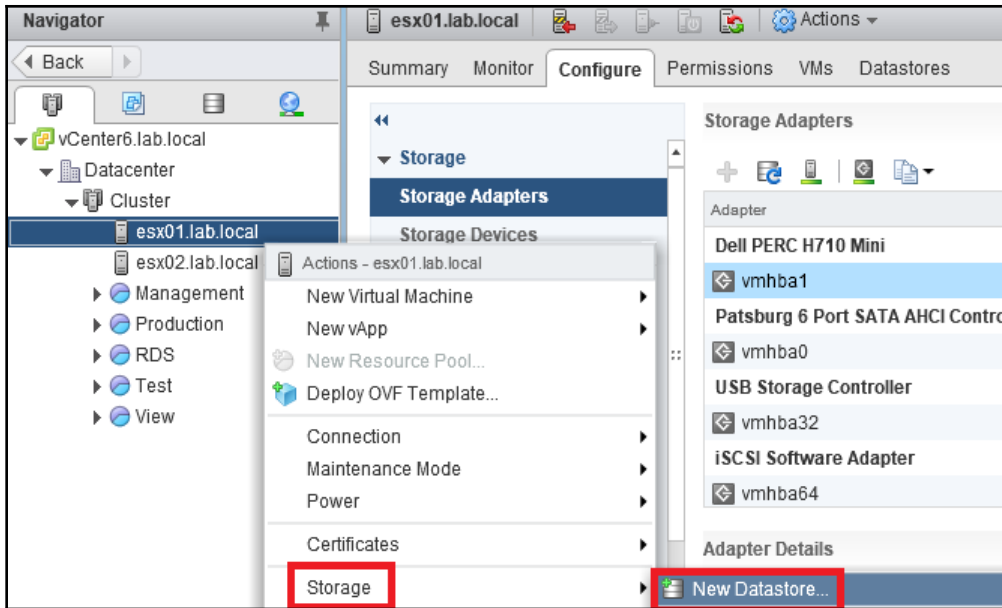 Navigator
Back
vCenter6.lab.local
Datacenter
Cluster
esx01.lab.local
esx02.lab.local
Management
Production
RDS
Test
View
esx01.lab.local
Actions
Summary Monitor Configure Permissions VMs Datastores
Storage
Storage Adapters
Storage Devices
Storage Adapters
Adapter
Dell PERC H710 Mini
vmhba1
Patsburg 6 Port SATA AHCI Contro
vmhba0
USB Storage Controller
vmhba32
iSCSI Software Adapter
vmhba64
Adapter Details
Actions - esx01.lab.local
New Virtual Machine
New vApp
New Resource Pool...
Deploy OVF Template...
Connection
Maintenance Mode
Power
Certificates
Storage
New Datastore...